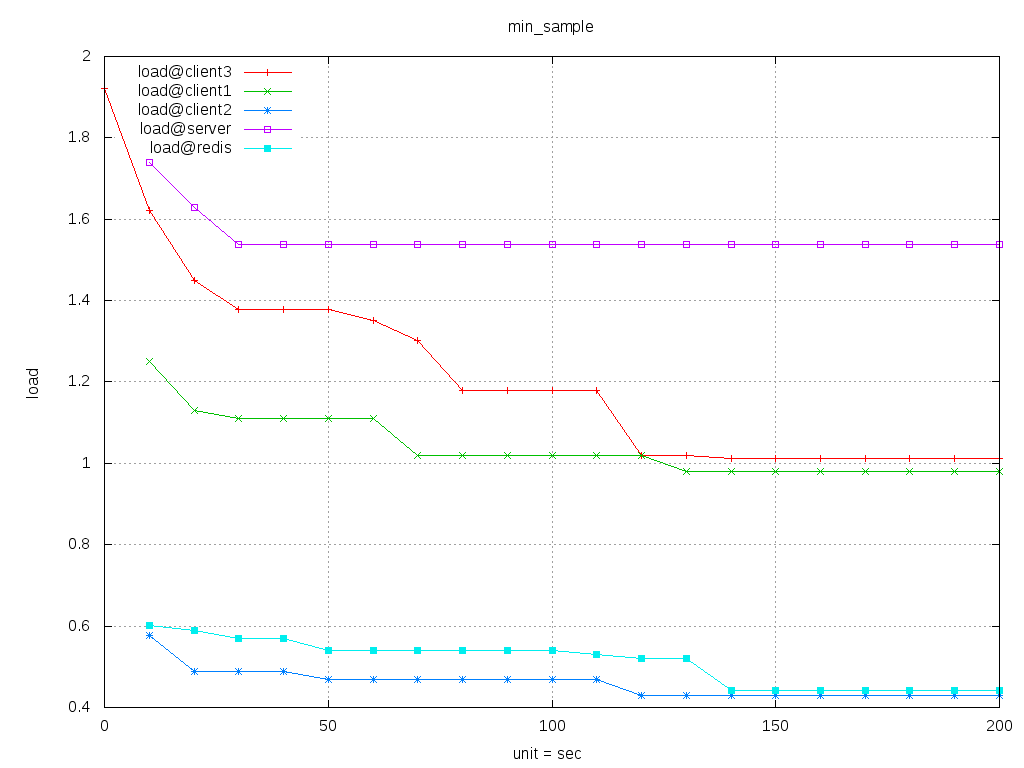 min_sample
load@client3
load@client1
load@client2
load@server
load@redis
2
1.8
1.6
1.4
1.2
1
0.8
0.6
0.4
load
0 50 100 150 200
unit = sec